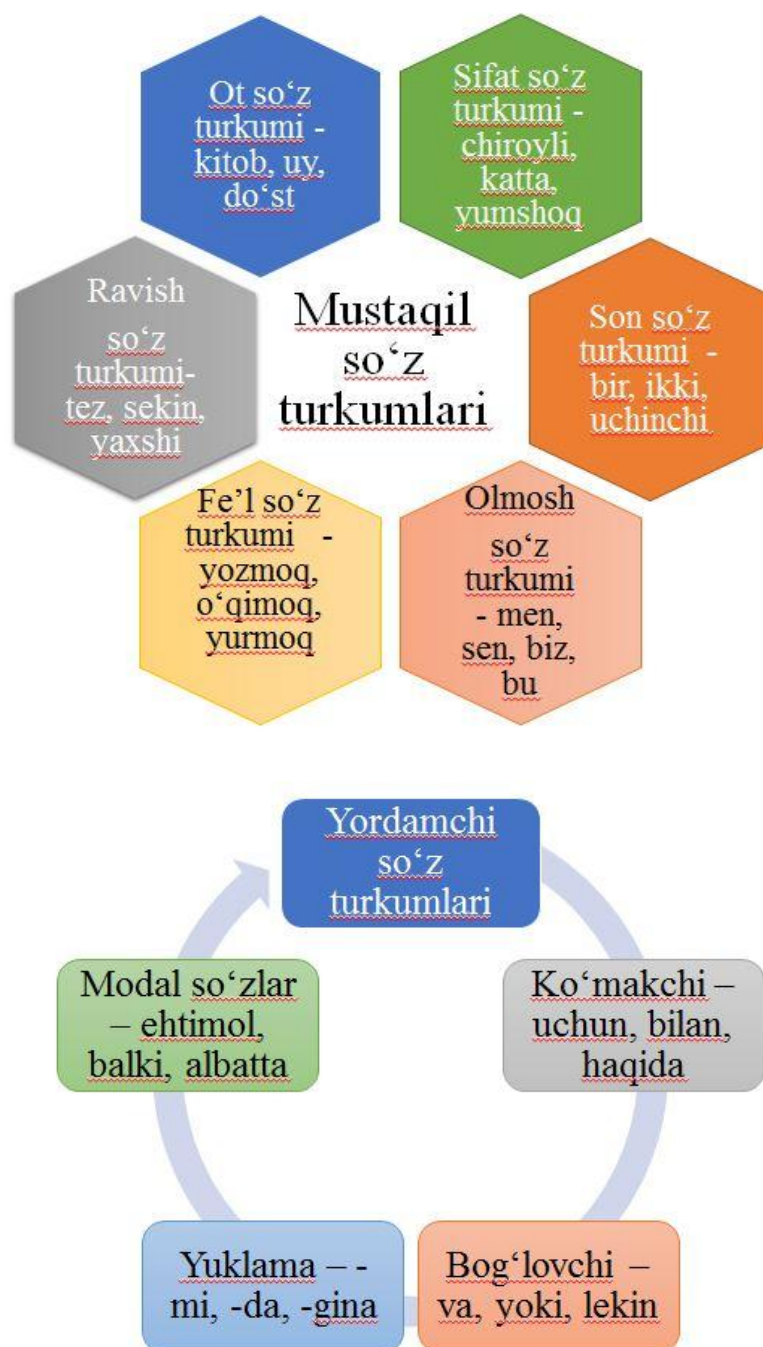 Ot so‘z
turkumi -
kitob, uy,
do‘st
Sifat so‘z
turkumi -
chiroyli,
katta,
yumshoq
Ravish
so‘z
turkumi-
tez, sekin,
yaxshi
Mustaqil
so‘z
turkumlari
Son so‘z
turkumi -
bir, ikki,
uchinchi
Fe’l so‘z
turkumi -
yozmoq,
o‘qimoq,
yurmoq
Olmosh
so‘z
turkumi
- men,
sen, biz,
bu
Yordamchi
so‘z
turkumlari
Modal so‘zlar
– ehtimol,
balki, albatta
Ko‘makchi –
uchun, bilan,
haqida
Yuklama – -
mi, -da, -gina
Bog‘lovchi –
va, yoki, lekin